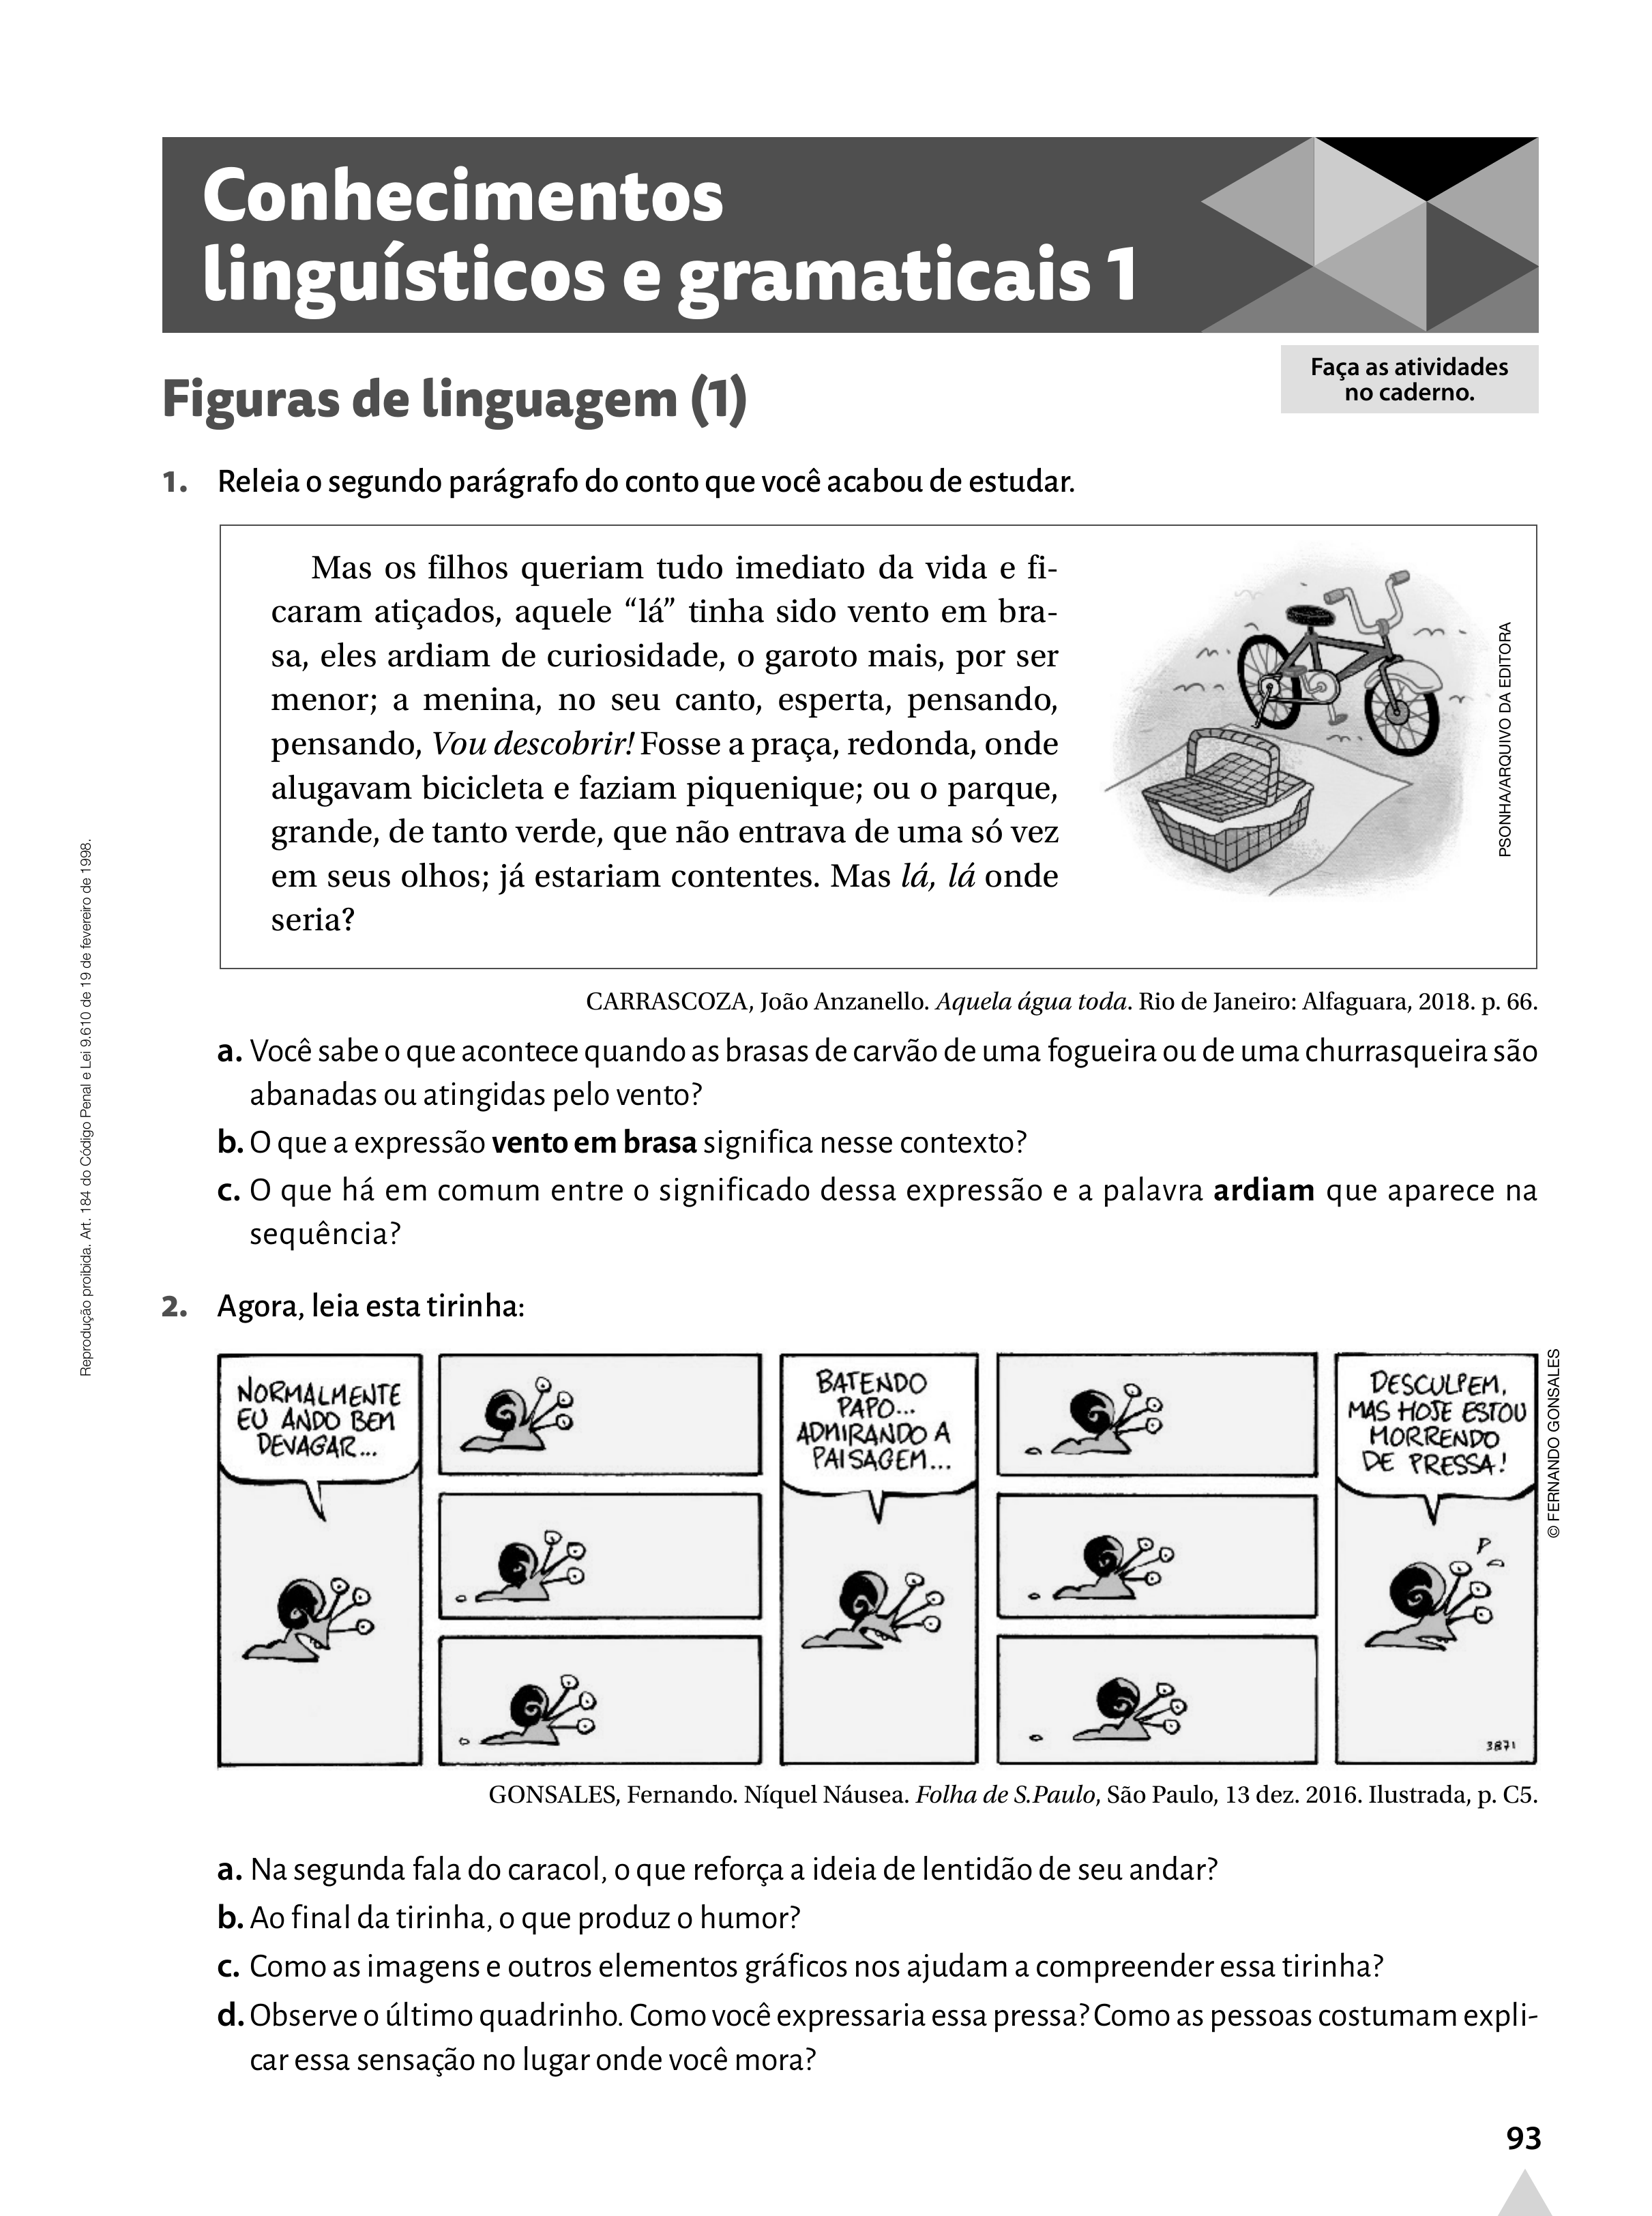 Conhecimentos
linguísticos e gramaticais 1
Faça as atividades
no caderno.
Figuras de linguagem (1)
1. Releia o segundo parágrafo do conto que você acabou de estudar.
Mas os filhos queriam tudo imediato da vida e fi-
caram atiçados, aquele “lá” tinha sido vento em bra-
sa, eles ardiam de curiosidade, o garoto mais, por ser
menor; a menina, no seu canto, esperta, pensando,
pensando, Vou descobrir! Fosse a praça, redonda, onde
alugavam bicicleta e faziam piquenique; ou o parque,
grande, de tanto verde, que não entrava de uma só vez
em seus olhos; já estariam contentes. Mas lá, lá onde
seria?
PSONHA/ARQUIVO DA EDITORA
CARRASCOZA, João Anzanello. Aquela água toda. Rio de Janeiro: Alfaguara, 2018. p. 66.
a. Você sabe o que acontece quando as brasas de carvão de uma fogueira ou de uma churrasqueira são
abanadas ou atingidas pelo vento?
b. O que a expressão vento em brasa significa nesse contexto?
c. O que há em comum entre o significado dessa expressão e a palavra ardiam que aparece na
sequência?
2. Agora, leia esta tirinha:
NORMALMENTE
EU ANDO BEM
DEVAGAR...
BATENDO
PAPO...
ADMIRANDO A
PAISAGEM...
DESCULPEM,
MAS HOJE ESTOU
MORRENDO
DE PRESSA!
3871
© FERNANDO GONSALES
GONSALES, Fernando. Níquel Náusea. Folha de S.Paulo, São Paulo, 13 dez. 2016. Ilustrada, p. C5.
a. Na segunda fala do caracol, o que reforça a ideia de lentidão de seu andar?
b. Ao final da tirinha, o que produz o humor?
c. Como as imagens e outros elementos gráficos nos ajudam a compreender essa tirinha?
d. Observe o último quadrinho. Como você expressaria essa pressa? Como as pessoas costumam expli-
car essa sensação no lugar onde você mora?
Reprodução proibida. Art. 184 do Código Penal e Lei 9.610 de 19 de fevereiro de 1998.
93